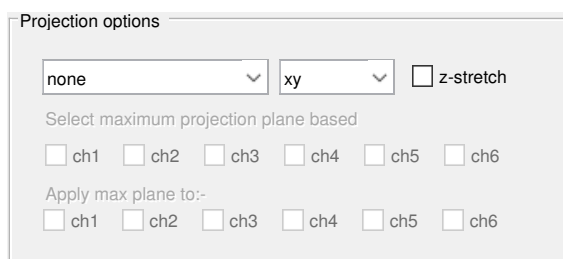 Projection options
none xy z-stretch
Select maximum projection plane based
ch1 ch2 ch3 ch4 ch5 ch6
Apply max plane to:-
ch1 ch2 ch3 ch4 ch5 ch6